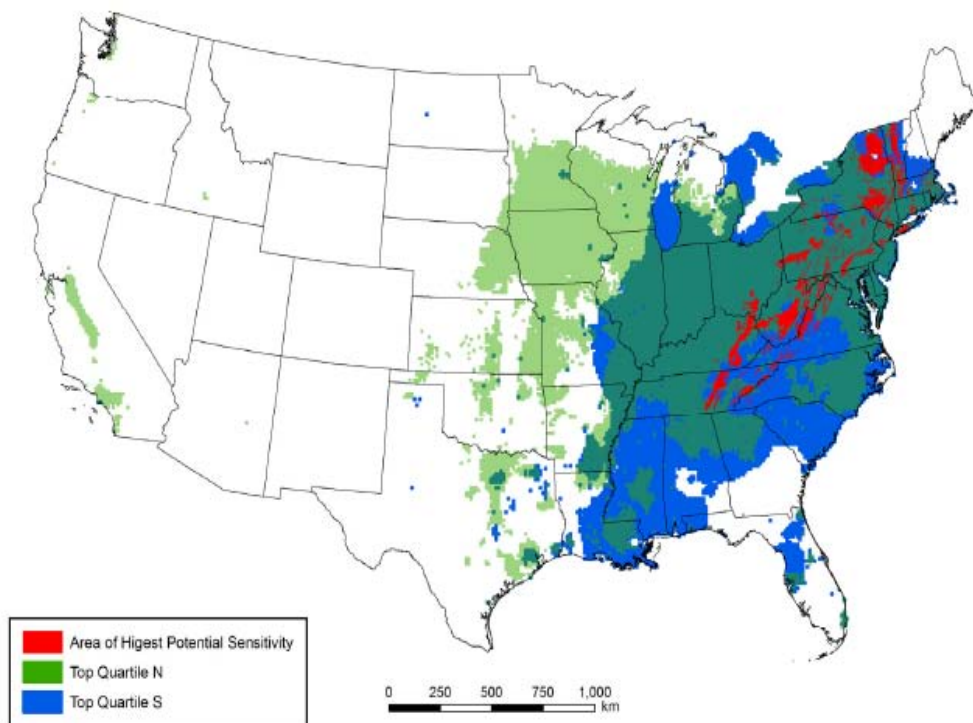 Area of Higest Potential Sensitivity
Top Quartile N
Top Quartile S
0 250 500 750 1,000
km